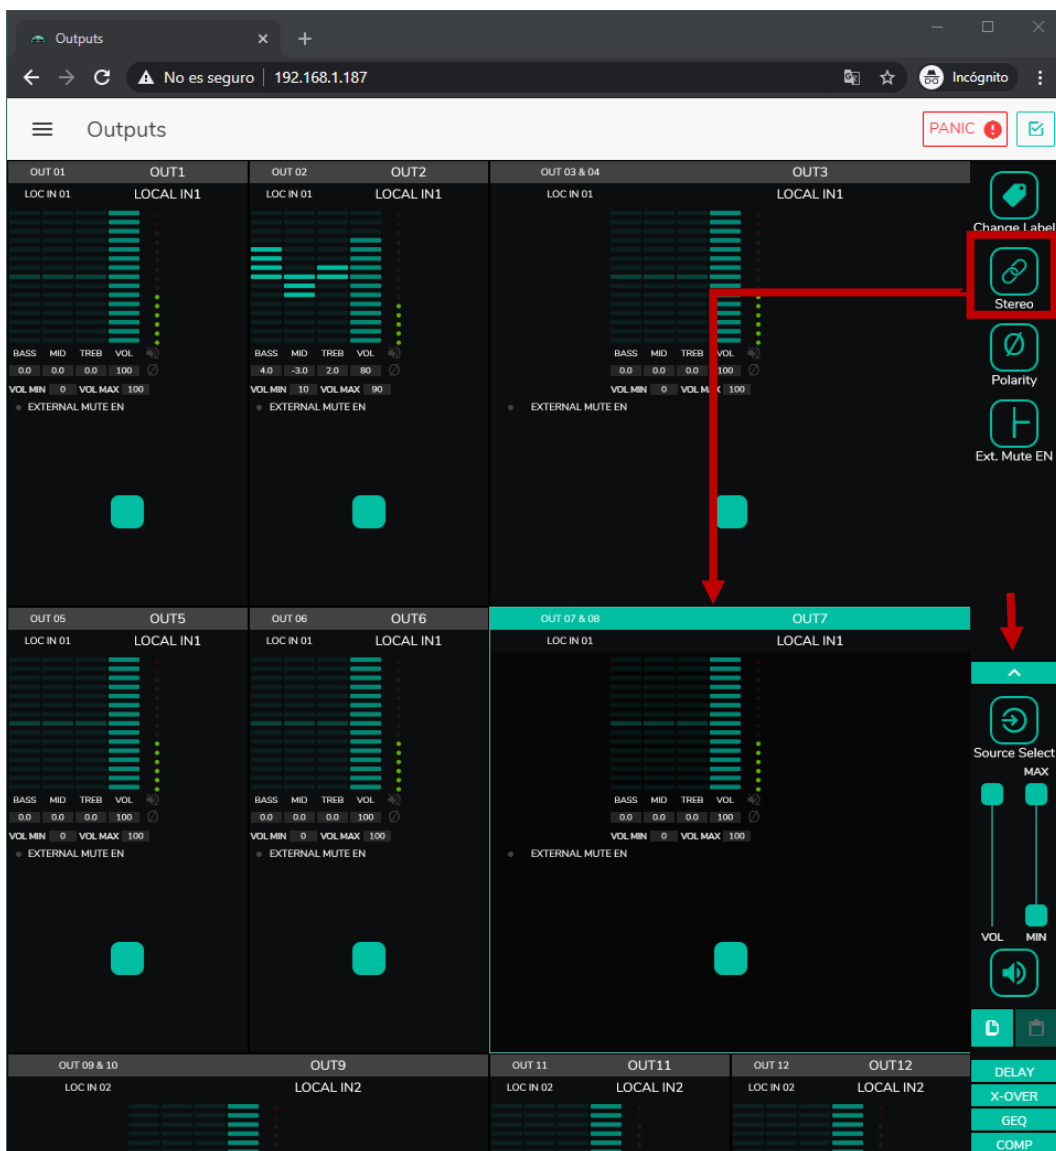 Outputs
No es seguro | 192.168.1.187
Incógnito
Outputs
PANIC
OUT 01 OUT1
LOC IN 01 LOCAL IN1
BASS MID TREB VOL
0.0 0.0 0.0 100
VOL MIN 0 VOL MAX 100
EXTERNAL MUTE EN
OUT 02 OUT2
LOC IN 01 LOCAL IN1
BASS MID TREB VOL
4.0 -3.0 2.0 80
VOL MIN 10 VOL MAX 90
EXTERNAL MUTE EN
OUT 03 & 04 OUT3
LOC IN 01 LOCAL IN1
BASS MID TREB VOL
0.0 0.0 0.0 100
VOL MIN 0 VOL MAX 100
EXTERNAL MUTE EN
Change Label
Stereo
Polarity
Ext. Mute EN
OUT 05 OUT5
LOC IN 01 LOCAL IN1
BASS MID TREB VOL
0.0 0.0 0.0 100
VOL MIN 0 VOL MAX 100
EXTERNAL MUTE EN
OUT 06 OUT6
LOC IN 01 LOCAL IN1
BASS MID TREB VOL
0.0 0.0 0.0 100
VOL MIN 0 VOL MAX 100
EXTERNAL MUTE EN
OUT 07 & 08 OUT7
LOC IN 01 LOCAL IN1
BASS MID TREB VOL
0.0 0.0 0.0 100
VOL MIN 0 VOL MAX 100
EXTERNAL MUTE EN
Source Select
MAX
VOL MIN
OUT 09 & 10 OUT9
LOC IN 02 LOCAL IN2
OUT 11 OUT11
LOC IN 02 LOCAL IN2
OUT 12 OUT12
LOC IN 02 LOCAL IN2
DELAY
X-OVER
GEQ
COMP